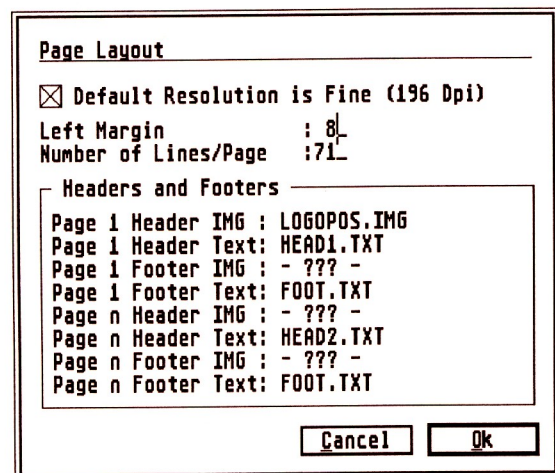 Page Layout
Default Resolution is Fine (196 Dpi)
Left Margin : 8_
Number of Lines/Page :71_
Headers and Footers
Page 1 Header IMG : LOGOPOS.IMG
Page 1 Header Text: HEAD1.TXT
Page 1 Footer IMG : - ??? -
Page 1 Footer Text: FOOT.TXT
Page n Header IMG : - ??? -
Page n Header Text: HEAD2.TXT
Page n Footer IMG : - ??? -
Page n Footer Text: FOOT.TXT
Cancel Ok